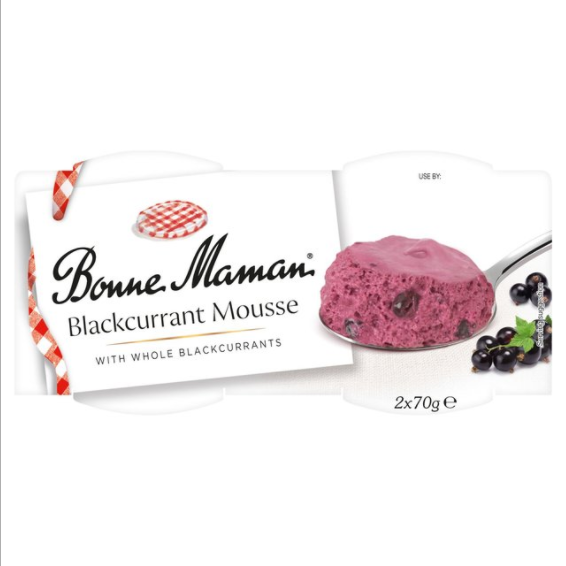 Bonne Maman®
Blackcurrant Mousse
WITH WHOLE BLACKCURRANTS
USE BY:
2x70g ℮